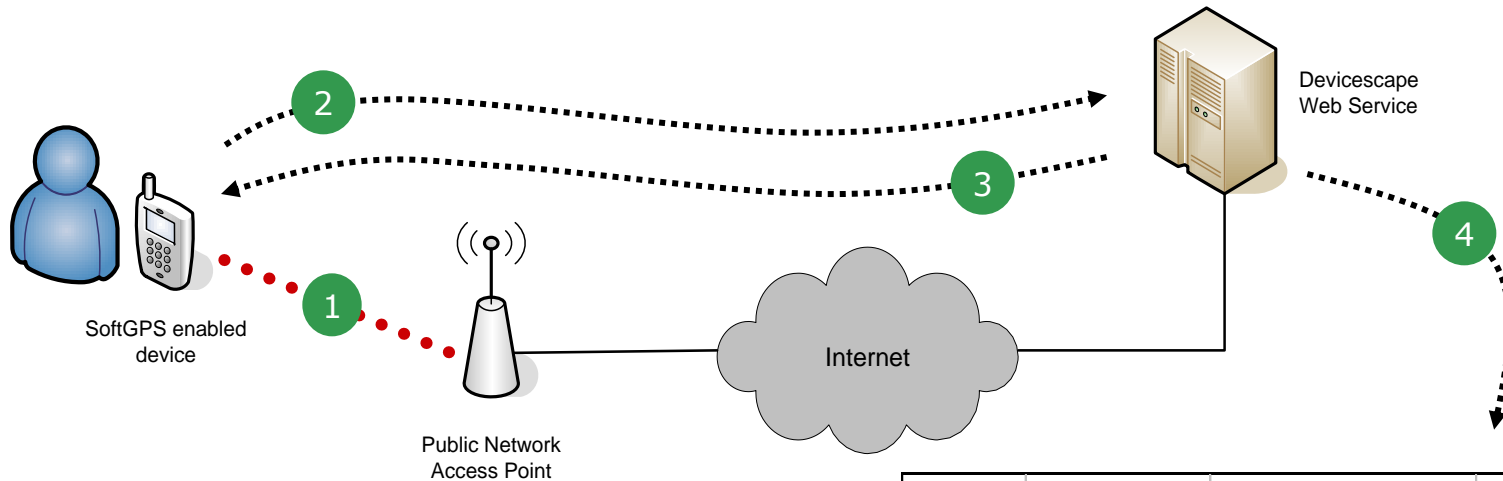 2
Devicescape
Web Service
3
4
1
SoftGPS enabled
device
Internet
Public Network
Access Point